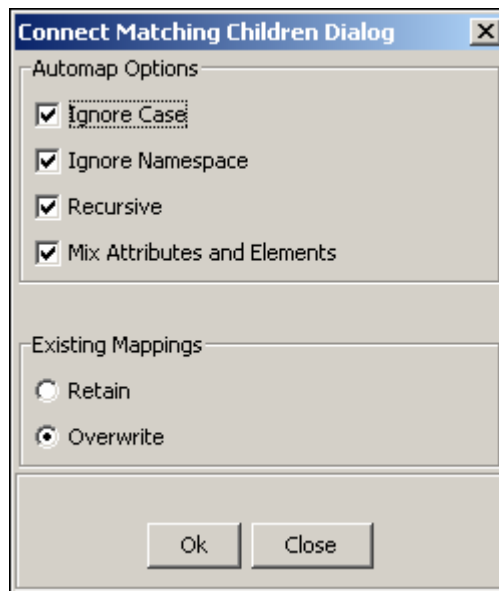 Connect Matching Children Dialog
Automap Options
Ignore Case
Ignore Namespace
Recursive
Mix Attributes and Elements
Existing Mappings
Retain
Overwrite
Ok Close